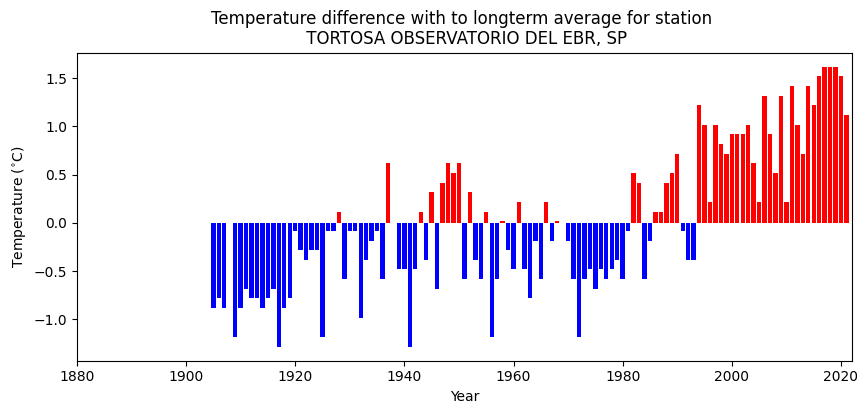 Temperature difference with to longterm average for station
TORTOSA OBSERVATORIO DEL EBR, SP
Temperature (°C)
1.5
1.0
0.5
0.0
−0.5
−1.0
1880 1900 1920 1940 1960 1980 2000 2020
Year